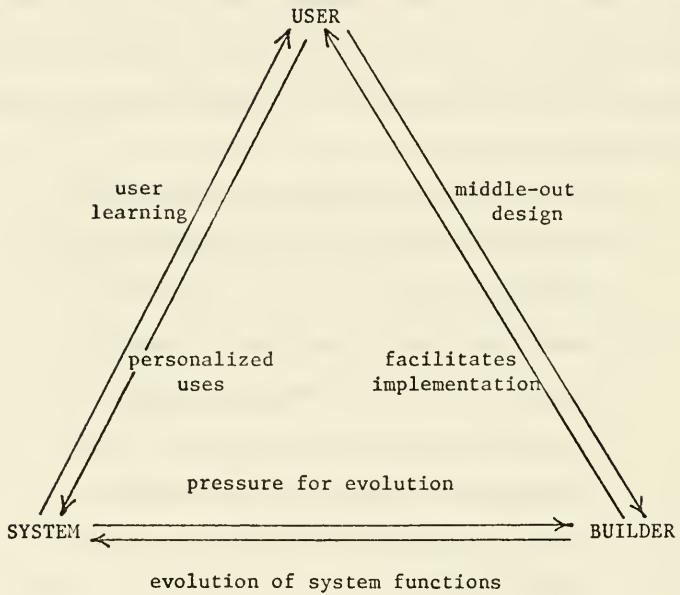 USER
user
learning
middle-out
design
personalized
uses
facilitates
implementation
pressure for evolution
SYSTEM
BUILDER
evolution of system functions